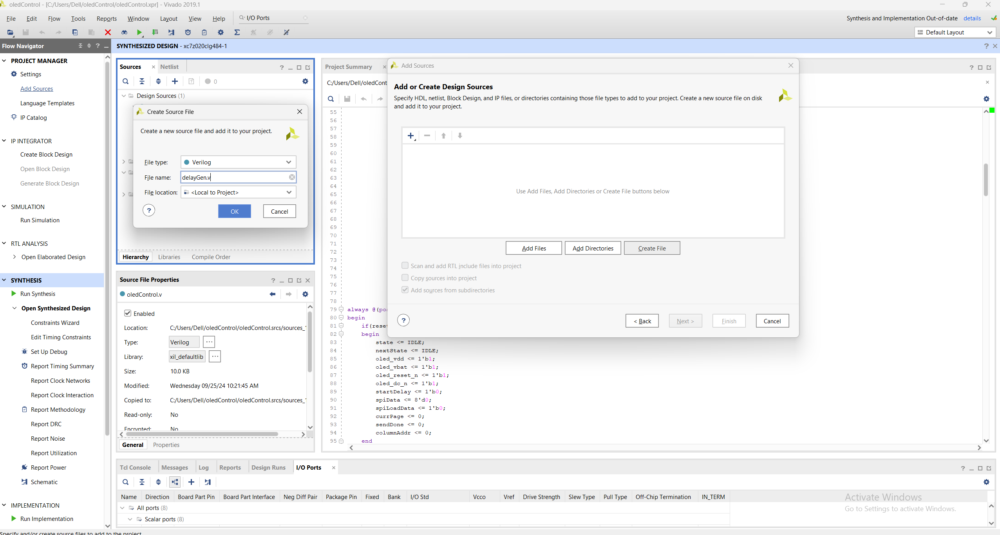 oledControl - [C:/Users/Dell/oledControl/oledControl.xpr] - Vivado 2019.1
File Edit Flow Tools Reports Window Layout View Help I/O Ports
Synthesis and Implementation Out-of-date details
Default Layout
Flow Navigator
SYNTHESIZED DESIGN - xc7z020clg484-1
PROJECT MANAGER
Settings
Add Sources
Language Templates
IP Catalog
IP INTEGRATOR
Create Block Design
Open Block Design
Generate Block Design
SIMULATION
Run Simulation
RTL ANALYSIS
Open Elaborated Design
SYNTHESIS
Run Synthesis
Open Synthesized Design
Constraints Wizard
Edit Timing Constraints
Set Up Debug
Report Timing Summary
Report Clock Networks
Report Clock Interaction
Report Methodology
Report DRC
Report Noise
Report Utilization
Report Power
Schematic
IMPLEMENTATION
Run Implementation
Specify and/or create source files to add to the project
Sources Netlist
0
Design Sources (1)
Create Source File
Create a new source file and add it to your project.
File type: Verilog
File name: delayGen.v
File location: <Local to Project>
OK Cancel
Hierarchy Libraries Compile Order
Source File Properties
oledControl.v
Enabled
Location: C:/Users/Dell/oledControl/oledControl.srcs/sources_
Type: Verilog ...
Library: xil_defaultlib ...
Size: 10.0 KB
Modified: Wednesday 09/25/24 10:21:45 AM
Copied to: C:/Users/Dell/oledControl/oledControl.srcs/sources_
Read-only: No
Encrypted: No
General Properties
Project Summary
C:/Users/Dell/oledCont
55
56
57
58
59
60
61
62
63
64
65
66
67
68
69
70
71
72
73
74
75
76
77
78
79 always @(po
80 begin
81 if(reset
82 begin
83 state <= IDLE;
84 nextState <= IDLE;
85 oled_vdd <= 1'b1;
86 oled_vbat <= 1'b1;
87 oled_reset_n <= 1'b1;
88 oled_dc_n <= 1'b1;
89 startDelay <= 1'b0;
90 spiData <= 8'd0;
91 spiLoadData <= 1'b0;
92 currPage <= 0;
93 sendDone <= 0;
94 columnAddr <= 0;
95 end
Add Sources
Add or Create Design Sources
Specify HDL, netlist, Block Design, and IP files, or directories containing those file types to add to your project. Create a new source file on disk
and add it to your project.
Use Add Files, Add Directories or Create File buttons below
Add Files Add Directories Create File
Scan and add RTL include files into project
Copy sources into project
Add sources from subdirectories
< Back Next > Finish Cancel
Tcl Console Messages Log Reports Design Runs I/O Ports
Name Direction Board Part Pin Board Part Interface Neg Diff Pair Package Pin Fixed Bank I/O Std Vcco Vref Drive Strength Slew Type Pull Type Off-Chip Termination IN_TERM
All ports (8)
Scalar ports (8)
Activate Windows
Go to Settings to activate Windows.